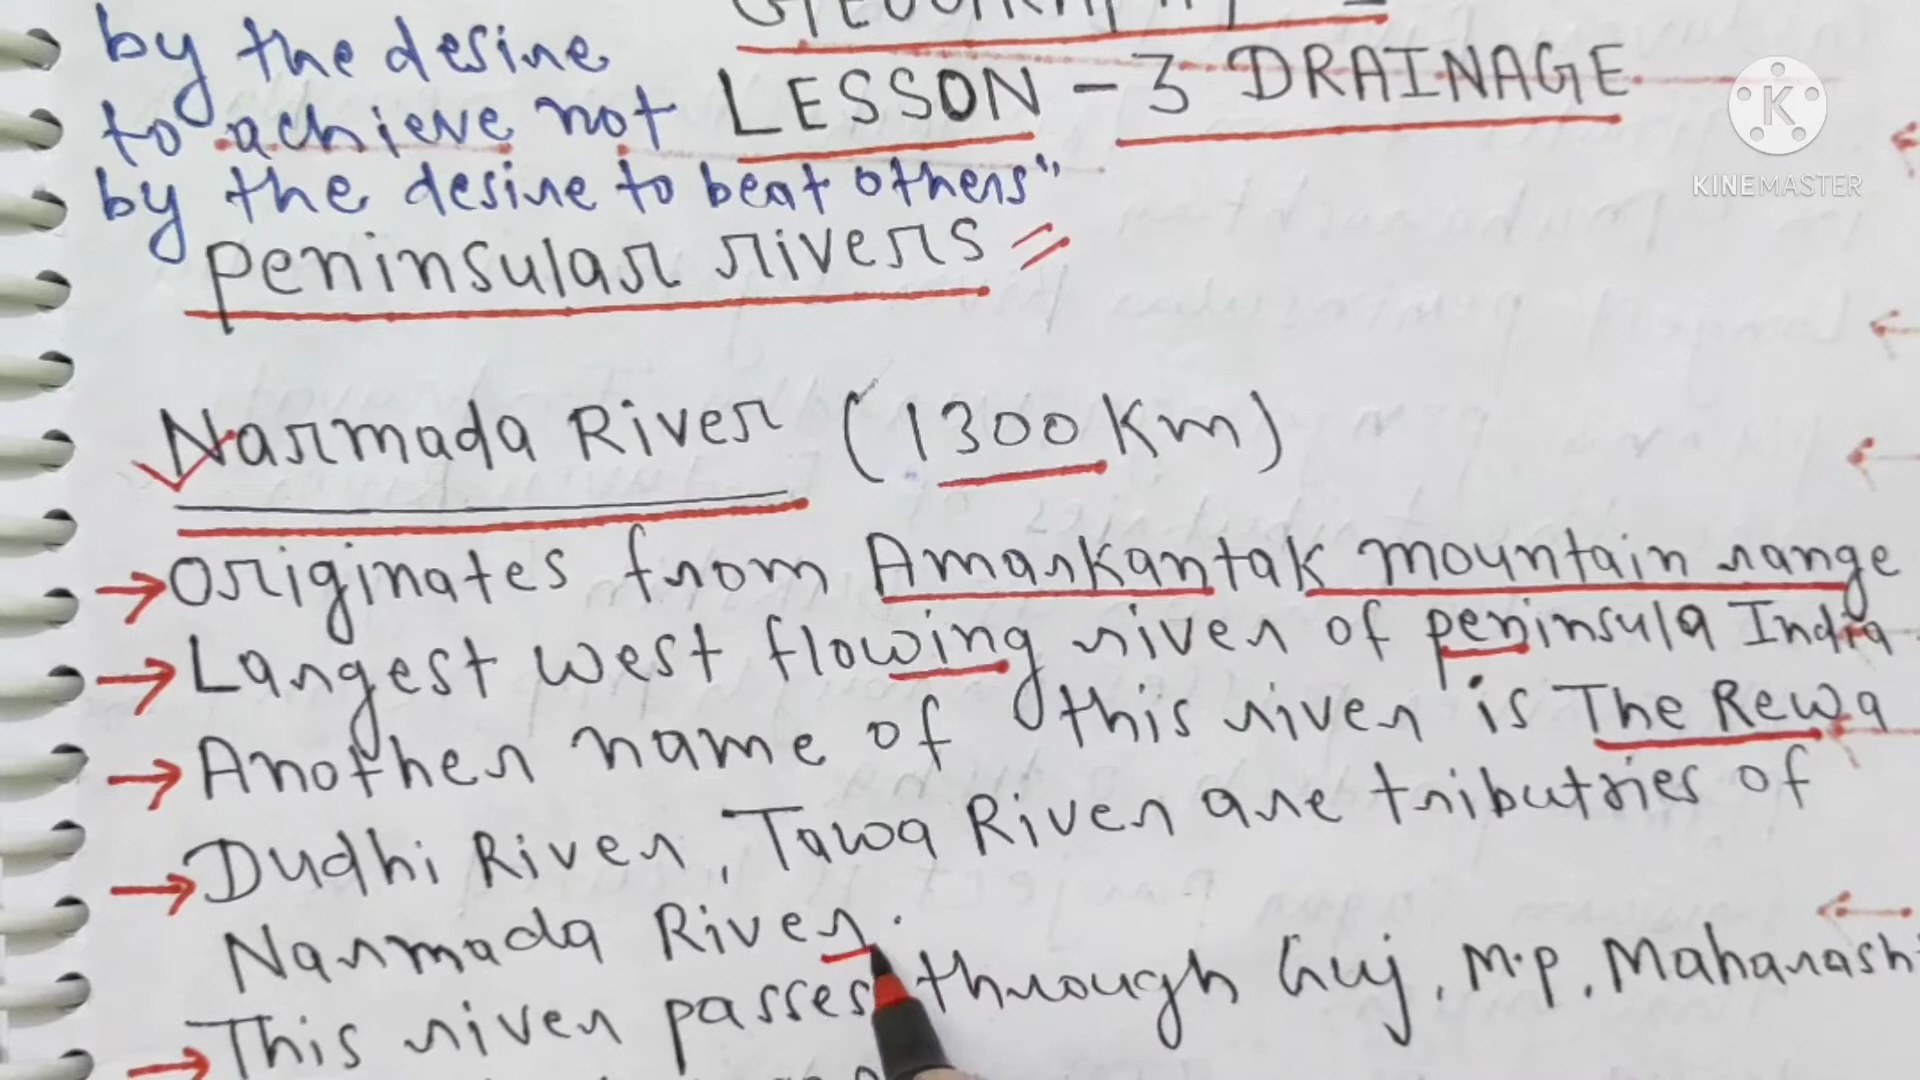 by the desire
to achieve not
by the desire to beat others"
LESSON - 3 DRAINAGE
KINEMASTER
Peninsular rivers
Narmada River (1300 Km)
→ Originates from Amarkantak mountain range
→ Largest west flowing river of peninsula India
→ Another name of this river is The Rewa
→ Dudhi River, Tawa River are tributries of
Narmada River.
→ This river passes through Guj, M.P, Maharash